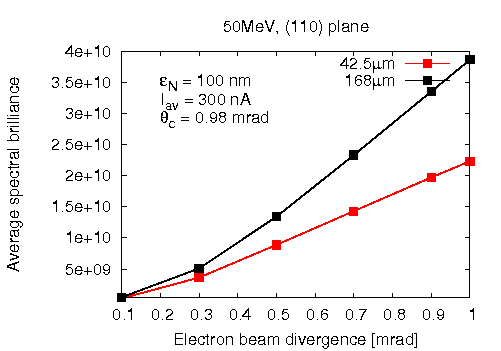 50MeV, (110) plane
42.5μm
168μm
εN = 100 nm
Iav = 300 nA
θc = 0.98 mrad
Average spectral brilliance
4e+10
3.5e+10
3e+10
2.5e+10
2e+10
1.5e+10
1e+10
5e+09
0.1 0.2 0.3 0.4 0.5 0.6 0.7 0.8 0.9 1
Electron beam divergence [mrad]